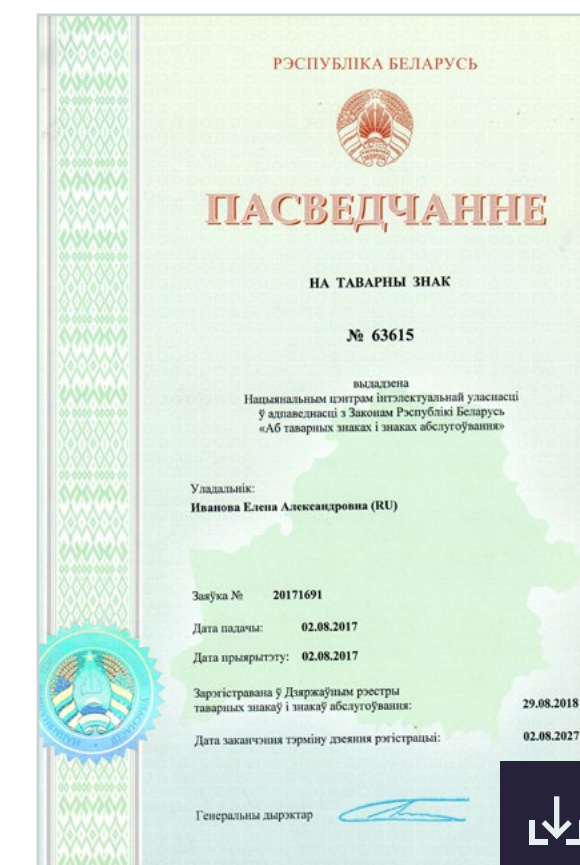 РЭСПУБЛІКА БЕЛАРУСЬ
ПАСВЕДЧАННЕ
НА ТАВАРНЫ ЗНАК
№ 63615
выдадзена
Нацыянальным цэнтрам інтэлектуальнай уласнасці
ў адпаведнасці з Законам Рэспублікі Беларусь
«Аб таварных знаках і знаках абслугоўвання»
Уладальнік:
Иванова Елена Александровна (RU)
Заяўка № 20171691
Дата падачы: 02.08.2017
Дата прыярытэту: 02.08.2017
Зарэгістравана ў Дзяржаўным рэестры
таварных знакаў і знакаў абслугоўвання: 29.08.2018
Дата заканчэння тэрміну дзеяння рэгістрацыі: 02.08.2027
Генеральны дырэктар